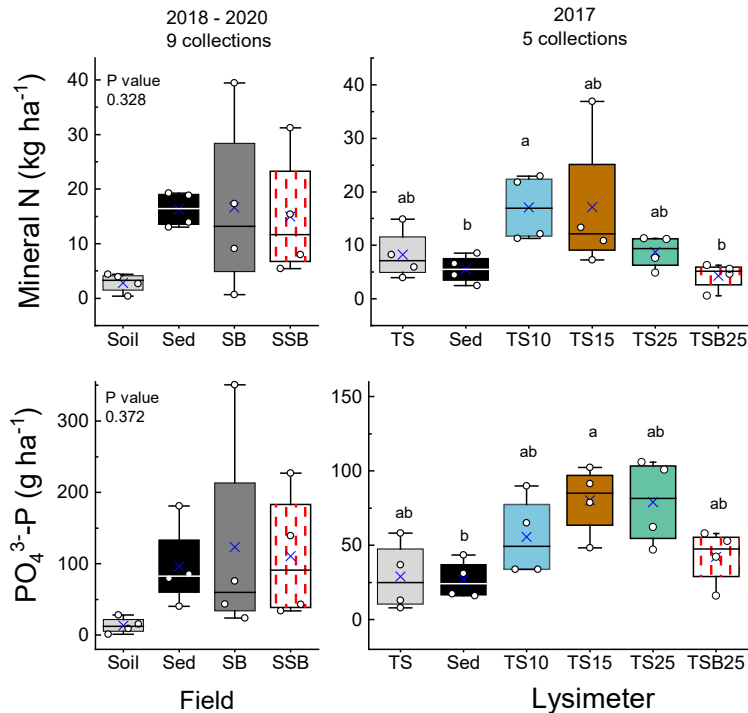 2018 - 2020
9 collections
2017
5 collections
Mineral N (kg ha⁻¹)
40
30
20
10
0
P value
0.328
Soil Sed SB SSB
40
30
20
10
0
ab
b
a
ab
ab
b
TS Sed TS10 TS15 TS25 TSB25
PO₄³⁻-P (g ha⁻¹)
300
200
100
0
P value
0.372
Soil Sed SB SSB
Field
150
100
50
0
ab
b
ab
a
ab
ab
TS Sed TS10 TS15 TS25 TSB25
Lysimeter